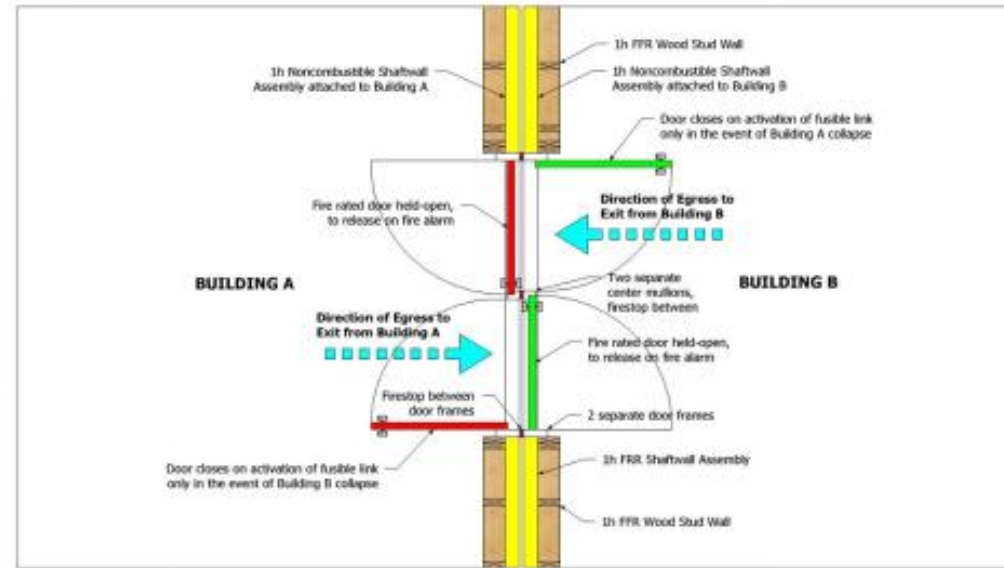 1h FFR Wood Stud Wall
1h Noncombustible Shaftwall
Assembly attached to Building A
1h Noncombustible Shaftwall
Assembly attached to Building B
Door closes on activation of fusible link
only in the event of Building A collapse
Fire rated door held-open,
to release on fire alarm
Direction of Egress to
Exit from Building B
BUILDING A
Two separate
center mullions,
firestop between
BUILDING B
Direction of Egress to
Exit from Building A
Fire rated door held-open,
to release on fire alarm
Firestop between
door frames
2 separate door frames
Door closes on activation of fusible link
only in the event of Building B collapse
1h FRR Shaftwall Assembly
1h FFR Wood Stud Wall